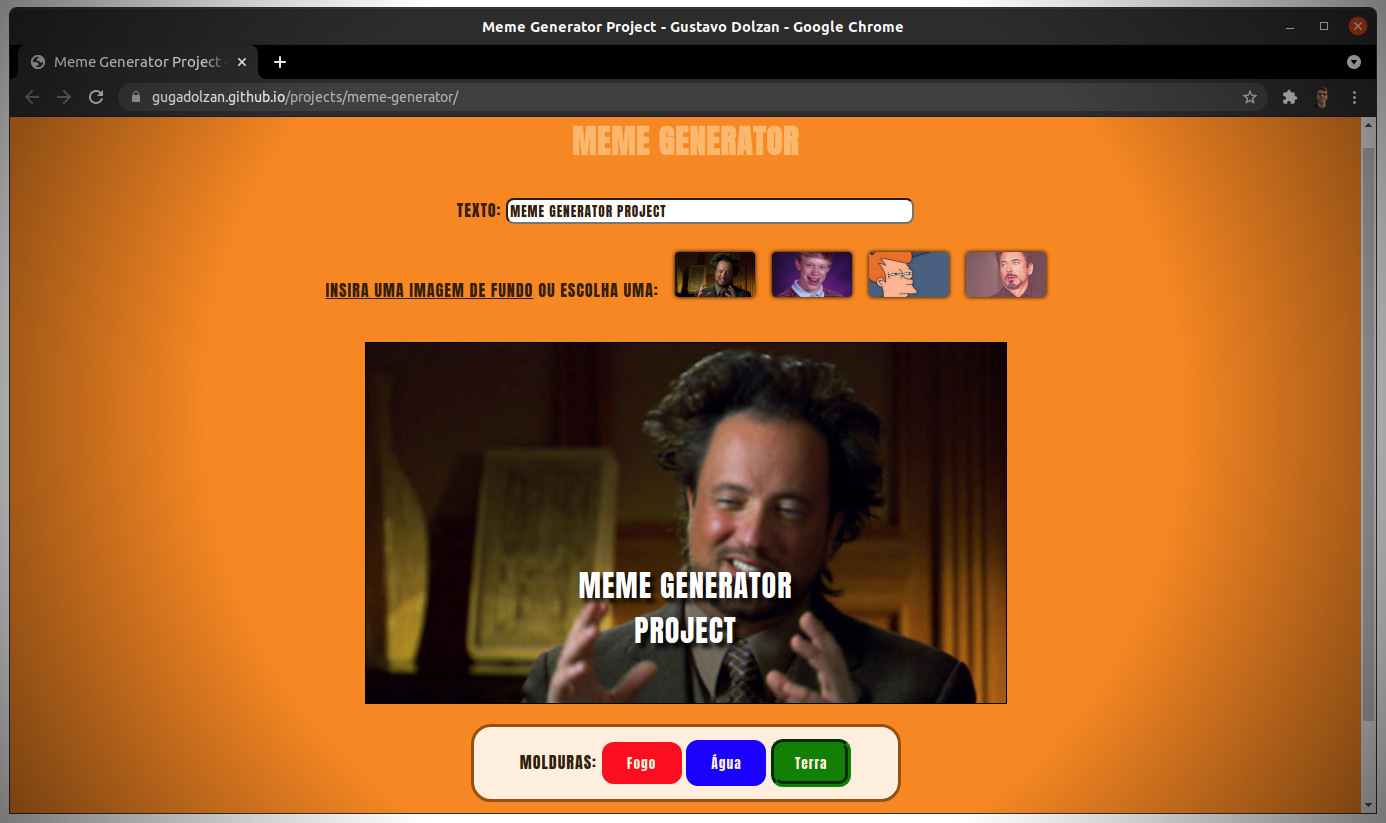 Meme Generator Project - Gustavo Dolzan - Google Chrome
Meme Generator Project -
gugadolzan.github.io/projects/meme-generator/
MEME GENERATOR
TEXTO: MEME GENERATOR PROJECT
INSIRA UMA IMAGEM DE FUNDO OU ESCOLHA UMA:
MEME GENERATOR
PROJECT
MOLDURAS: Fogo Água Terra